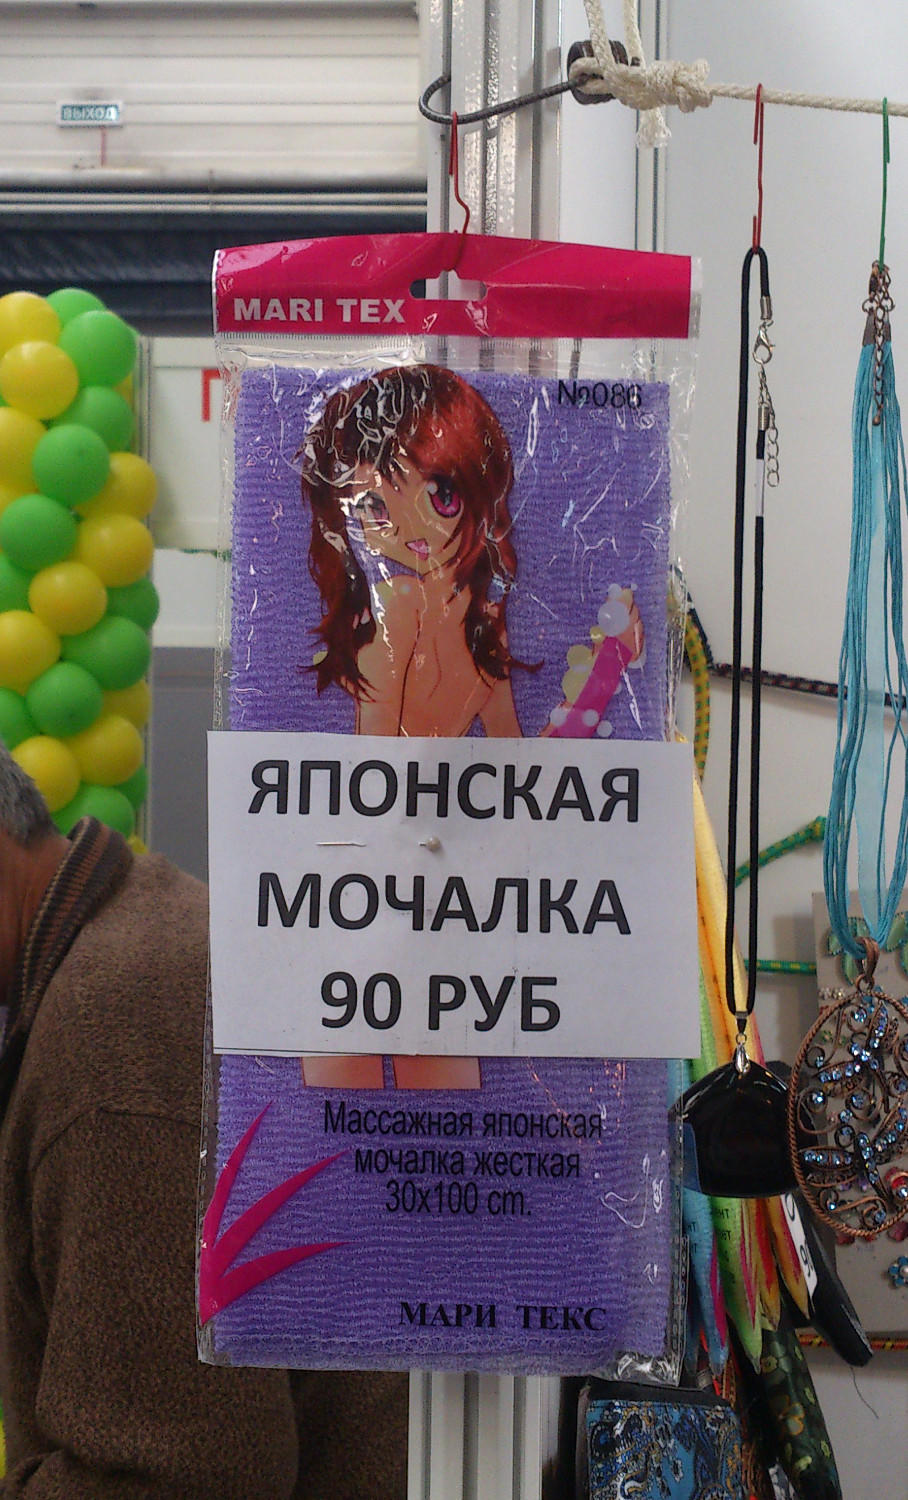 ВЫХОД
MARI TEX
№086
ЯПОНСКАЯ
МОЧАЛКА
90 РУБ
Массажная японская
мочалка жесткая
30x100 cm.
МАРИ ТЕКС